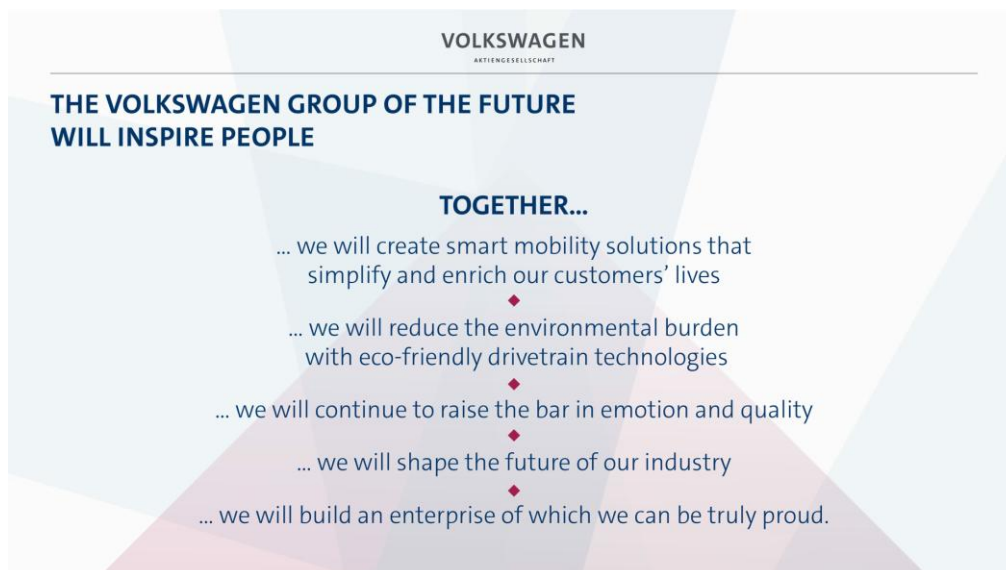 VOLKSWAGEN
AKTIENGESELLSCHAFT
THE VOLKSWAGEN GROUP OF THE FUTURE
WILL INSPIRE PEOPLE
TOGETHER...
... we will create smart mobility solutions that
simplify and enrich our customers’ lives
... we will reduce the environmental burden
with eco-friendly drivetrain technologies
... we will continue to raise the bar in emotion and quality
... we will shape the future of our industry
... we will build an enterprise of which we can be truly proud.